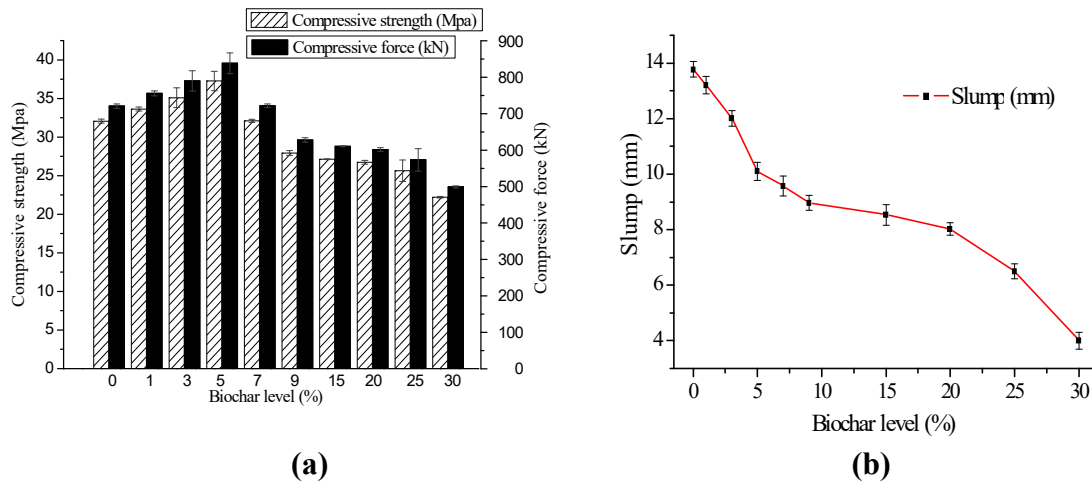 Compressive strength (Mpa)
Compressive force (kN)
Compressive strength (Mpa)
40
35
30
25
20
15
10
5
0
900
800
700
600
500
400
300
200
100
0
Compressive force (kN)
0 1 3 5 7 9 15 20 25 30
Biochar level (%)
(a)
Slump (mm)
14
12
10
8
6
4
Slump (mm)
0 5 10 15 20 25 30
Biochar level (%)
(b)